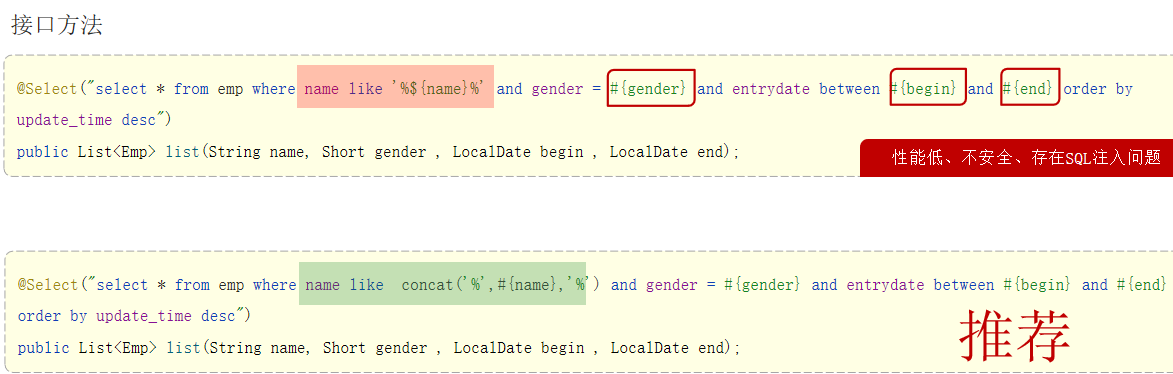 接口方法
@Select("select * from emp where name like '%${name}%' and gender = #{gender} and entrydate between #{begin} and #{end} order by
update_time desc")
public List<Emp> list(String name, Short gender , LocalDate begin , LocalDate end);
性能低、不安全、存在SQL注入问题
@Select("select * from emp where name like  concat('%',#{name},'%') and gender = #{gender} and entrydate between #{begin} and #{end}
order by update_time desc")
public List<Emp> list(String name, Short gender , LocalDate begin , LocalDate end);
推荐